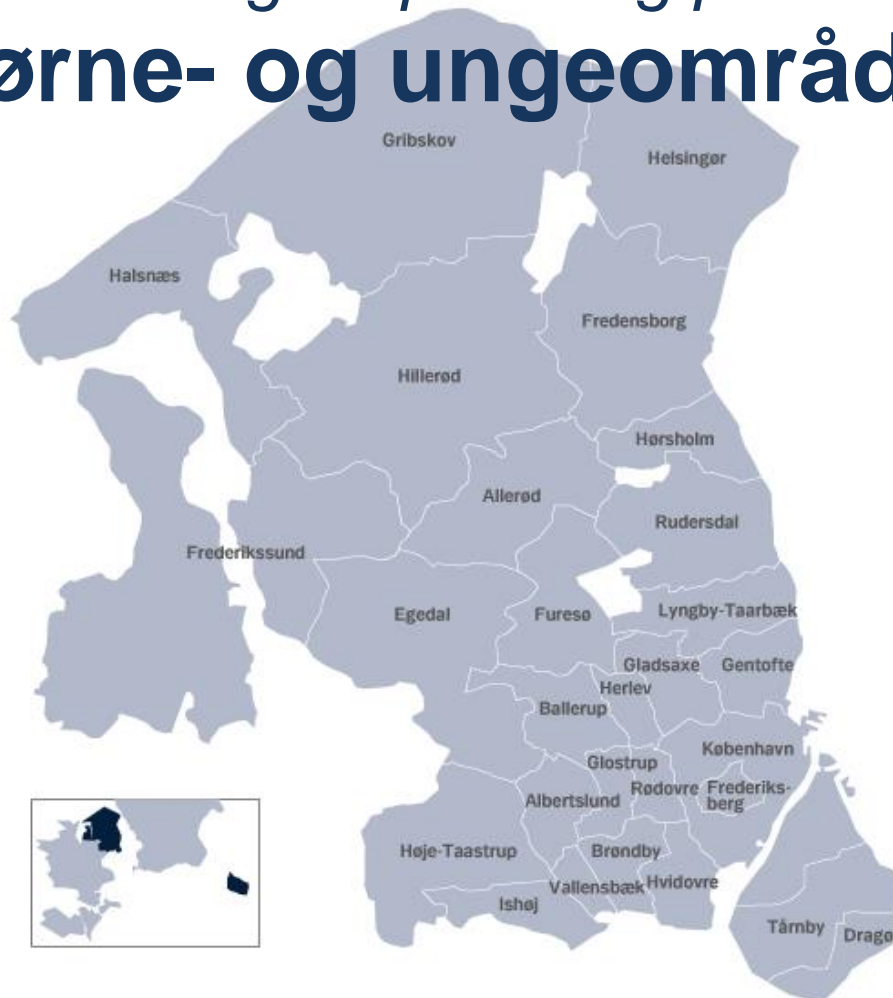 ørne- og ungeområd
Gribskov
Helsingør
Halsnæs
Fredensborg
Hillerød
Hørsholm
Allerød
Rudersdal
Frederikssund
Egedal
Furesø
Lyngby-Taarbæk
Gladsaxe
Gentofte
Herlev
Ballerup
København
Glostrup
Rødovre
Frederiks-
berg
Albertslund
Høje-Taastrup
Brøndby
Vallensbæk
Hvidovre
Ishøj
Tårnby
Dragø